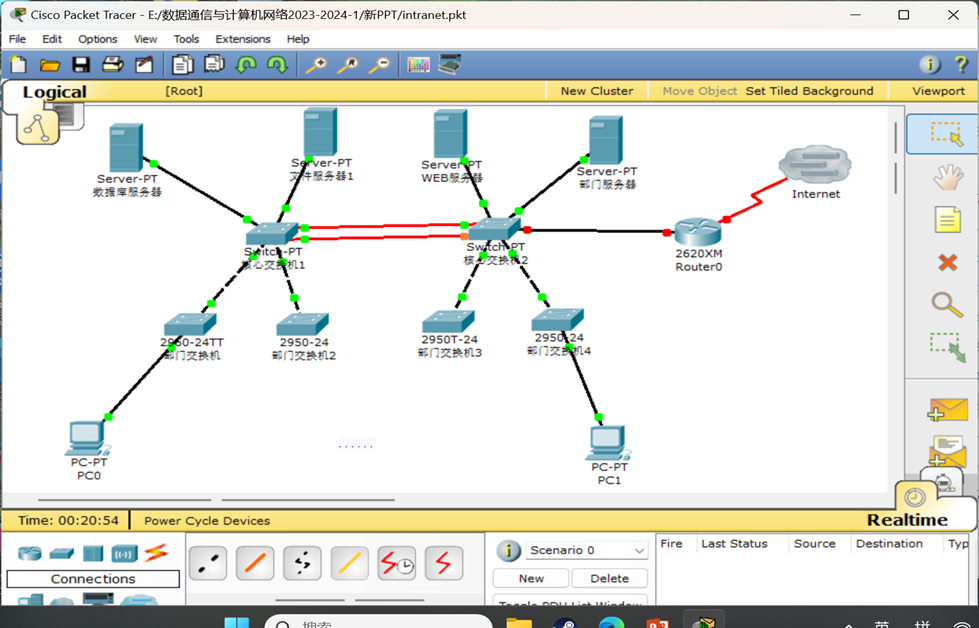 Cisco Packet Tracer - E:/数据通信与计算机网络2023-2024-1/新PPT/intranet.pkt
File Edit Options View Tools Extensions Help
Logical [Root] New Cluster Move Object Set Tiled Background Viewport
Server-PT
数据库服务器
Server-PT
文件服务器1
Server-PT
WEB服务器
Server-PT
部门服务器
Internet
Switch-PT
核心交换机1
Switch-PT
核心交换机2
2620XM
Router0
2950-24TT
部门交换机
2950-24
部门交换机2
2950T-24
部门交换机3
2950-24
部门交换机4
PC-PT
PC0
......
PC-PT
PC1
Time: 00:20:54 Power Cycle Devices Realtime
Connections
Scenario 0
New Delete
Toggle PDU List Window
Fire Last Status Source Destination Typ
搜索
英 拼